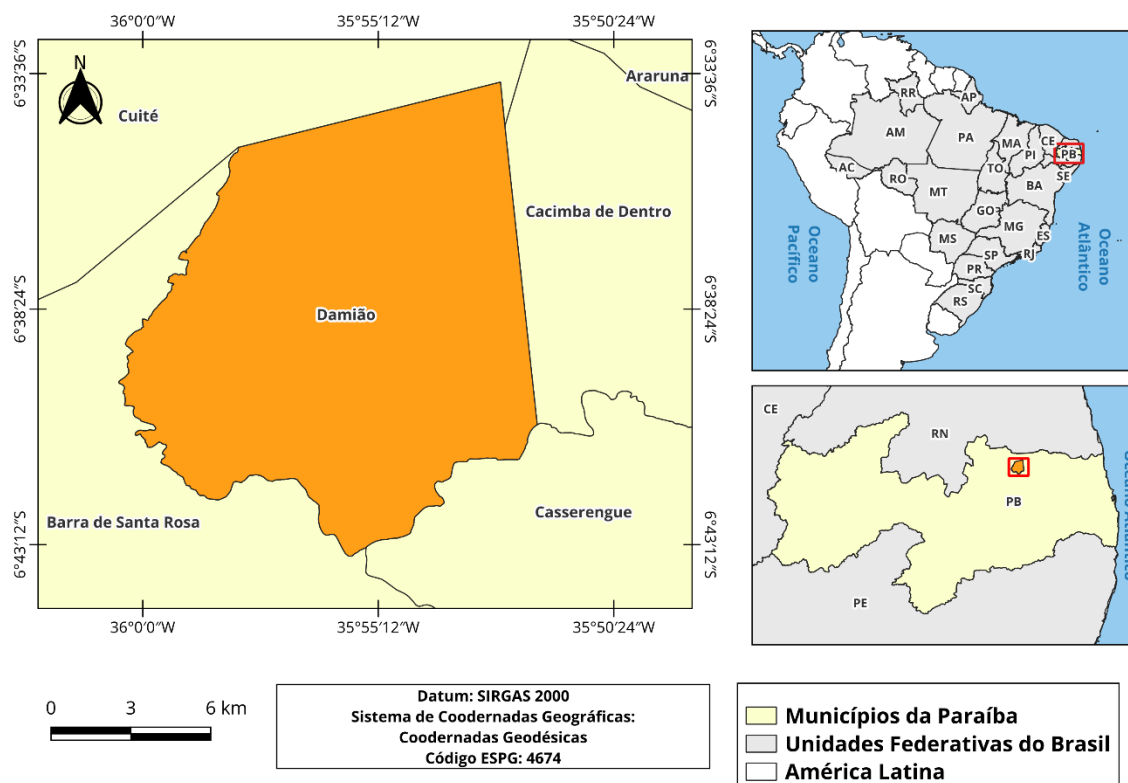 36°0′0″W
35°55′12″W
35°50′24″W
6°33′36″S
6°33′36″S
N
Araruna
Cuité
Cacimba de Dentro
6°38′24″S
6°38′24″S
Damião
Barra de Santa Rosa
Casserengue
6°43′12″S
6°43′12″S
36°0′0″W
35°55′12″W
35°50′24″W
RR
AP
AM
PA
MA
CE
PI
PB
AC
TO
SE
RO
MT
BA
GO
MG
ES
MS
SP
RJ
PR
SC
RS
Oceano
Pacífico
Oceano
Atlântico
CE
RN
PB
PE
Oceano Atlântico
0 3 6 km
Datum: SIRGAS 2000
Sistema de Coodernadas Geográficas:
Coodernadas Geodésicas
Código ESPG: 4674
Municípios da Paraíba
Unidades Federativas do Brasil
América Latina